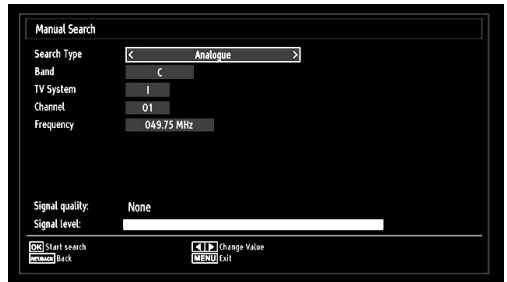 Manual Search
Search Type < Analogue >
Band C
TV System I
Channel 01
Frequency 049.75 MHz
Signal quality: None
Signal level:
OK Start search ◀ ▶ Change Value
RETURN/BACK Back MENU Exit